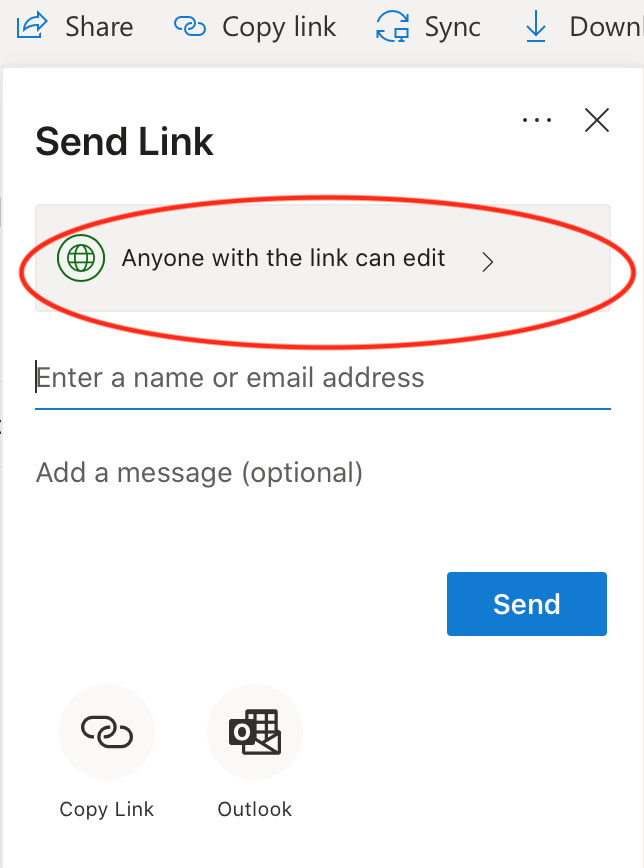 Share Copy link Sync Down
Send Link
Anyone with the link can edit
Enter a name or email address
Add a message (optional)
Send
Copy Link Outlook